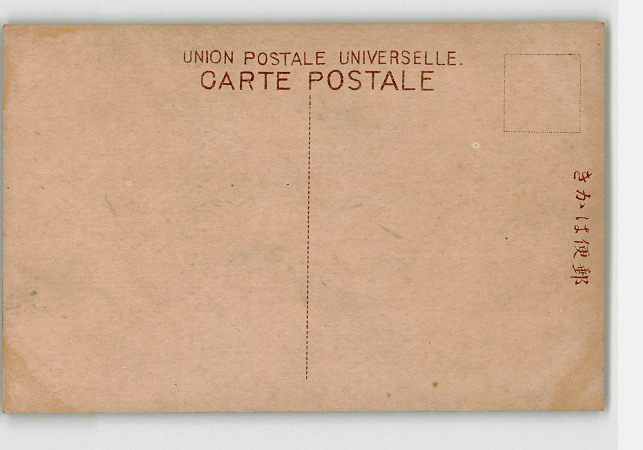 UNION POSTALE UNIVERSELLE.
CARTE POSTALE
郵便はかき